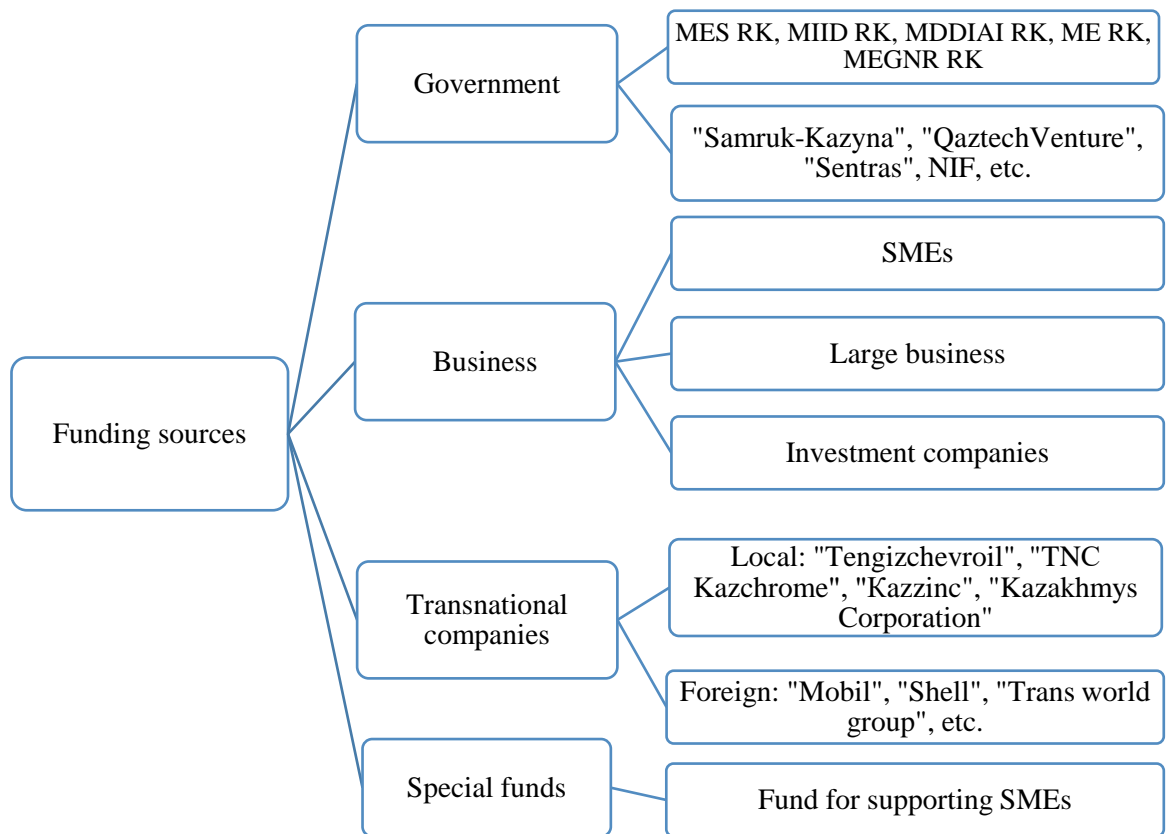 Funding sources
Government
MES RK, MIID RK, MDDIAI RK, ME RK,
MEGNR RK
"Samruk-Kazyna", "QaztechVenture",
"Sentras", NIF, etc.
Business
SMEs
Large business
Investment companies
Transnational
companies
Local: "Tengizchevroil", "TNC
Kazchrome", "Kazzinc", "Kazakhmys
Corporation"
Foreign: "Mobil", "Shell", "Trans world
group", etc.
Special funds
Fund for supporting SMEs